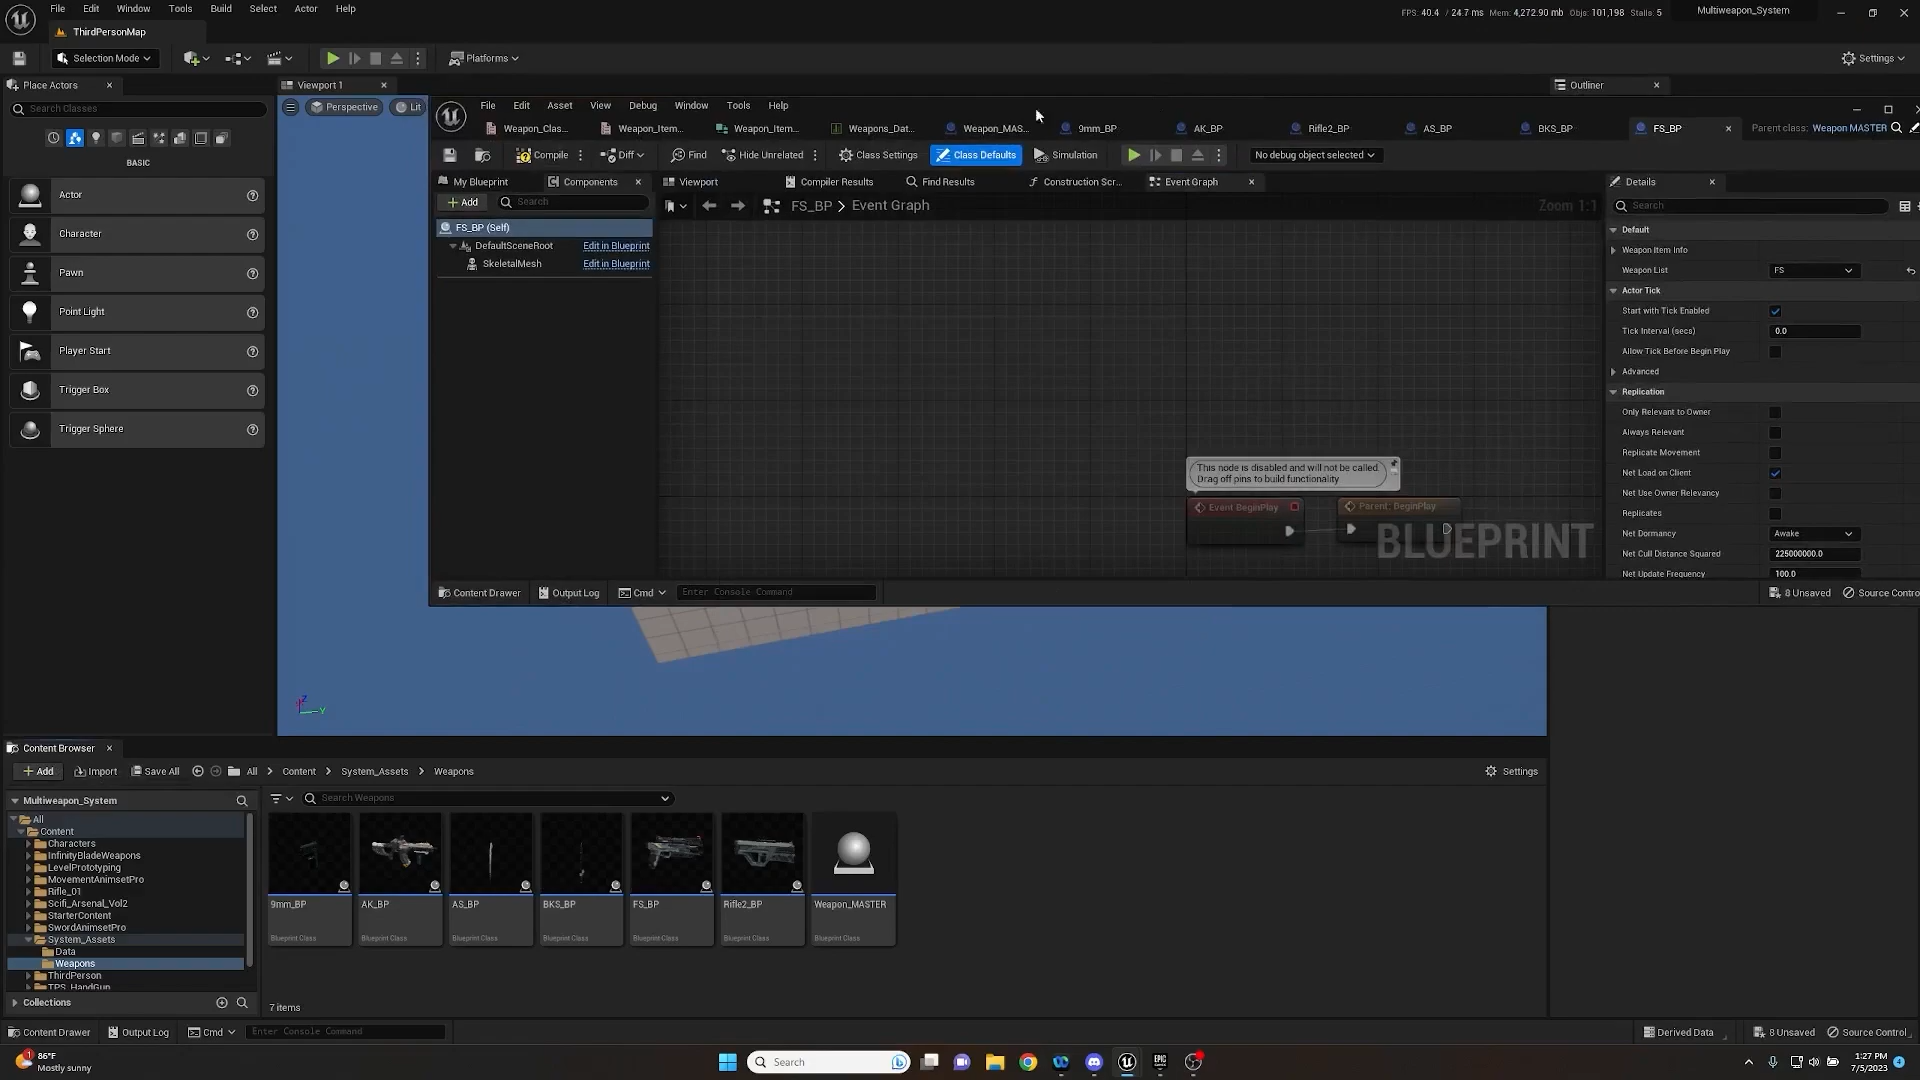 File Edit Window Tools Build Select Actor Help
FPS: 40.4 / 24.7 ms Mem: 4,272.90 mb Objs: 101,198 Stalls: 5
Multiweapon_System
ThirdPersonMap
Selection Mode
Platforms
Settings
Place Actors
Viewport 1
Outliner
Search Classes
Perspective
Lit
BASIC
Actor
Character
Pawn
Point Light
Player Start
Trigger Box
Trigger Sphere
File Edit Asset View Debug Window Tools Help
Weapon_Clas...
Weapon_Item...
Weapon_Item...
Weapons_Dat...
Weapon_MAS...
9mm_BP
AK_BP
Rifle2_BP
AS_BP
BKS_BP
FS_BP
Parent class: Weapon MASTER
Compile
Diff
Find
Hide Unrelated
Class Settings
Class Defaults
Simulation
No debug object selected
My Blueprint
Components
Viewport
Compiler Results
Find Results
Construction Scr...
Event Graph
Details
Add
Search
FS_BP > Event Graph
Zoom 1:1
Search
FS_BP (Self)
DefaultSceneRoot Edit in Blueprint
SkeletalMesh Edit in Blueprint
This node is disabled and will not be called.
Drag off pins to build functionality
Event BeginPlay
Parent: BeginPlay
BLUEPRINT
Default
Weapon Item Info
Weapon List FS
Actor Tick
Start with Tick Enabled
Tick Interval (secs) 0.0
Allow Tick Before Begin Play
Advanced
Replication
Only Relevant to Owner
Always Relevant
Replicate Movement
Net Load on Client
Net Use Owner Relevancy
Replicates
Net Dormancy Awake
Net Cull Distance Squared 225000000.0
Net Update Frequency 100.0
Content Drawer
Output Log
Cmd
Enter Console Command
8 Unsaved
Source Contro
Z
Y
Content Browser
Add
Import
Save All
All > Content > System_Assets > Weapons
Settings
Multiweapon_System
Search Weapons
All
Content
Characters
InfinityBladeWeapons
LevelPrototyping
MovementAnimsetPro
Rifle_01
Scifi_Arsenal_Vol2
StarterContent
SwordAnimsetPro
System_Assets
Data
Weapons
ThirdPerson
TPS_HandGun
Collections
9mm_BP
Blueprint Class
AK_BP
Blueprint Class
AS_BP
Blueprint Class
BKS_BP
Blueprint Class
FS_BP
Blueprint Class
Rifle2_BP
Blueprint Class
Weapon_MASTER
Blueprint Class
7 items
Content Drawer
Output Log
Cmd
Enter Console Command
Derived Data
8 Unsaved
Source Control
1
86°F
Mostly sunny
Search
EPIC
1:27 PM
7/5/2023
4